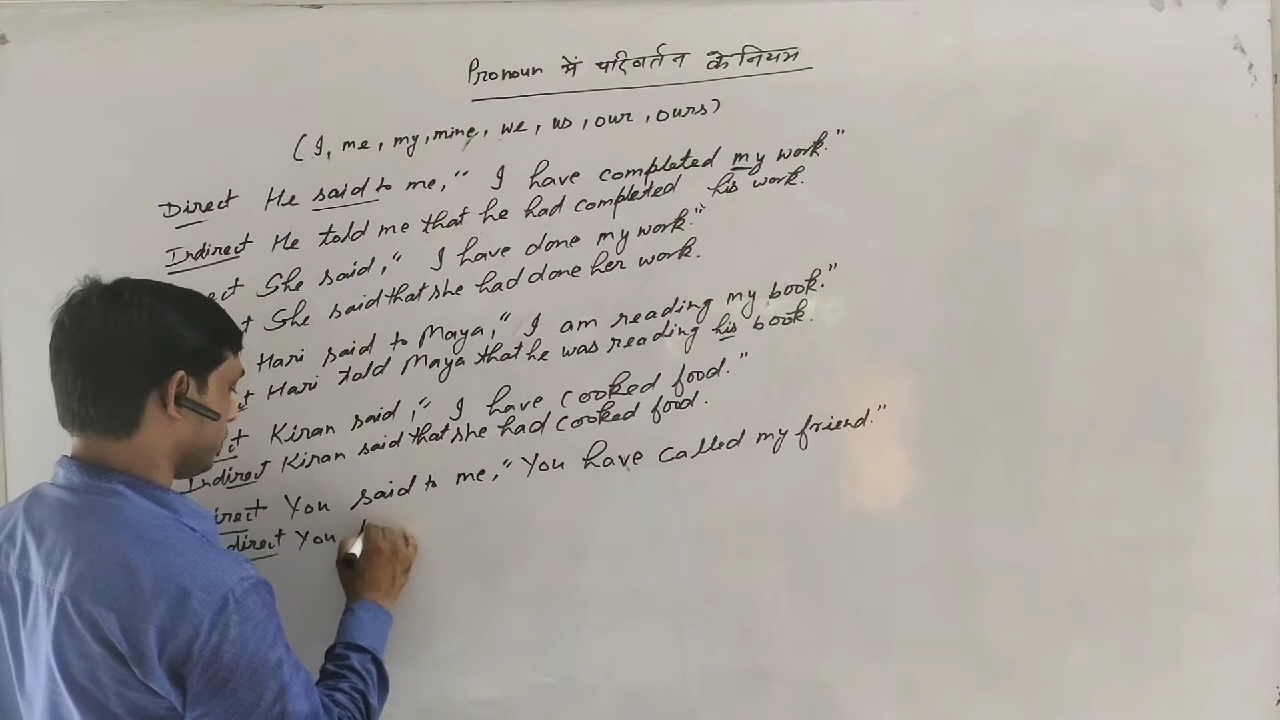 Pronoun में परिवर्तन के नियम
(I, me, my, mine, we, us, our, ours)
Direct He said to me, " I have completed my work."
Indirect He told me that he had completed his work.
ect She said, " I have done my work."
t She said that she had done her work.
Hari said to Maya, " I am reading my book."
t Hari told Maya that he was reading his book.
ct Kiran said, " I have cooked food."
Indirect Kiran said that she had cooked food.
irect You said to me, "You have called my friend."
direct You